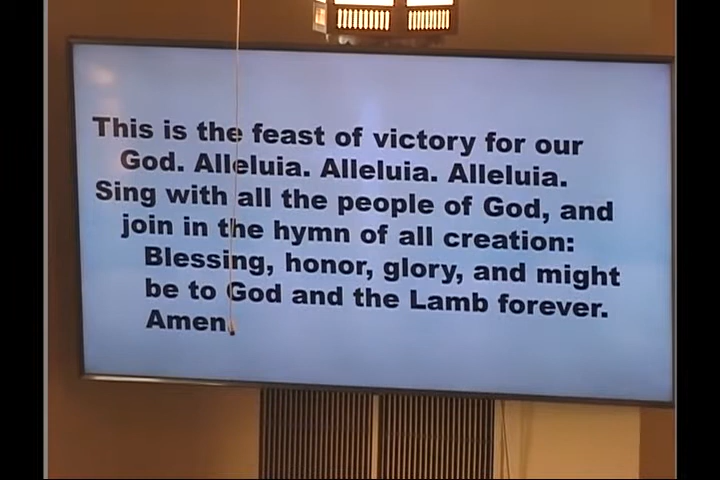 This is the feast of victory for our
God. Alleluia. Alleluia. Alleluia.
Sing with all the people of God, and
join in the hymn of all creation:
Blessing, honor, glory, and might
be to God and the Lamb forever.
Amen.